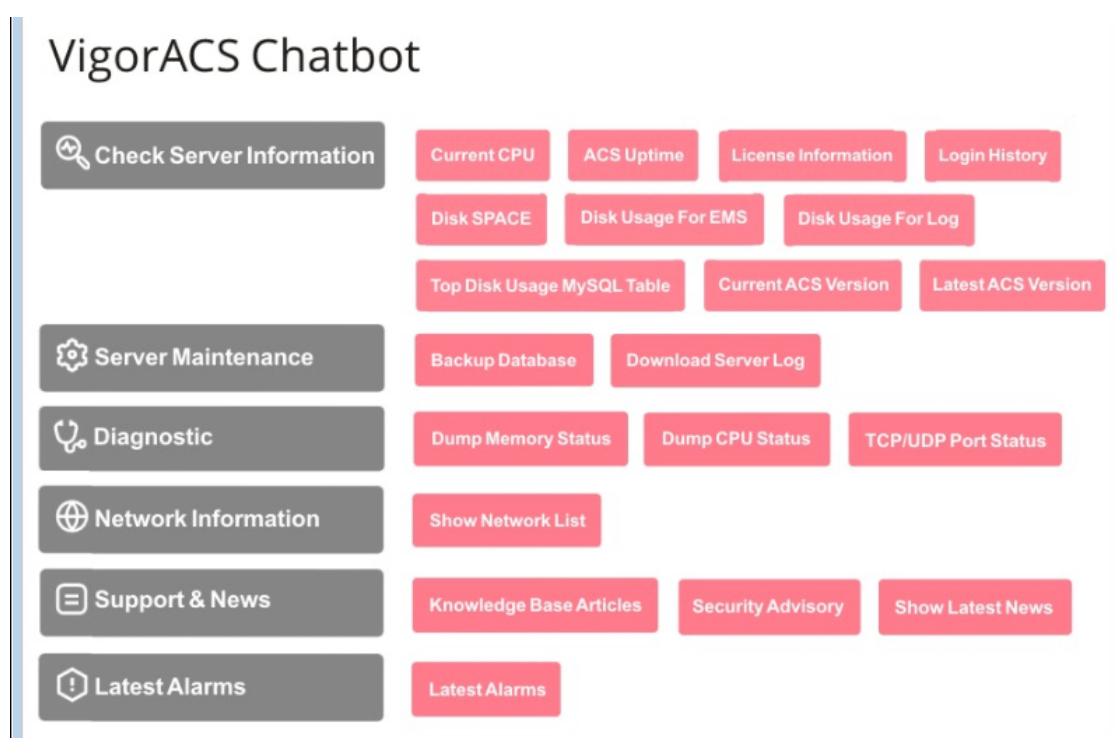 VigorACS Chatbot
Check Server Information
Current CPU
ACS Uptime
License Information
Login History
Disk SPACE
Disk Usage For EMS
Disk Usage For Log
Top Disk Usage MySQL Table
Current ACS Version
Latest ACS Version
Server Maintenance
Backup Database
Download Server Log
Diagnostic
Dump Memory Status
Dump CPU Status
TCP/UDP Port Status
Network Information
Show Network List
Support & News
Knowledge Base Articles
Security Advisory
Show Latest News
Latest Alarms
Latest Alarms